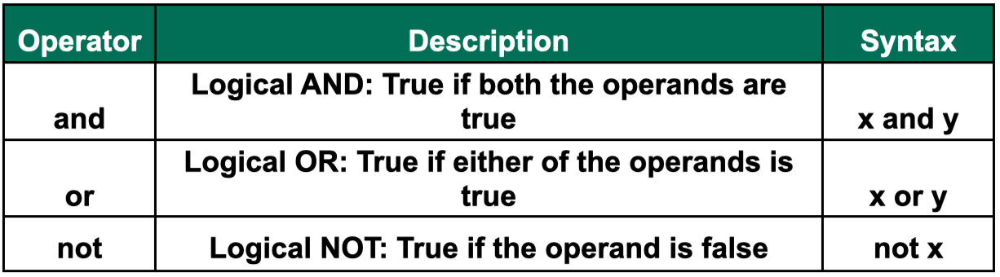 Operator Description Syntax
and Logical AND: True if both the operands are
true x and y
or Logical OR: True if either of the operands is
true x or y
not Logical NOT: True if the operand is false not x